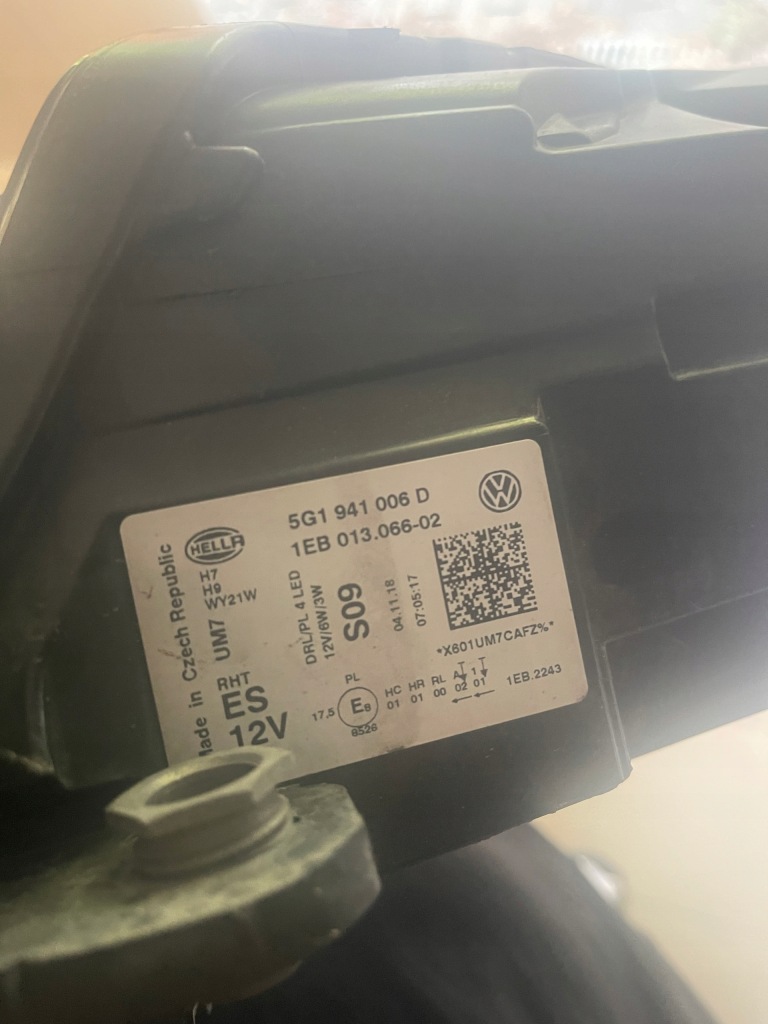 5G1 941 006 D
1EB 013.066-02
HELLA
VW
H7
H9
WY21W
UM7
RHT
ES
12V
Made in Czech Republic
DRL/PL 4 LED
12V/6W/3W
S09
04.11.18
07:05:17
*X601UM7CAFZ%*
PL
17.5
E8
8526
HC HR RL A 1
01 01 00 02 01
1EB.2243